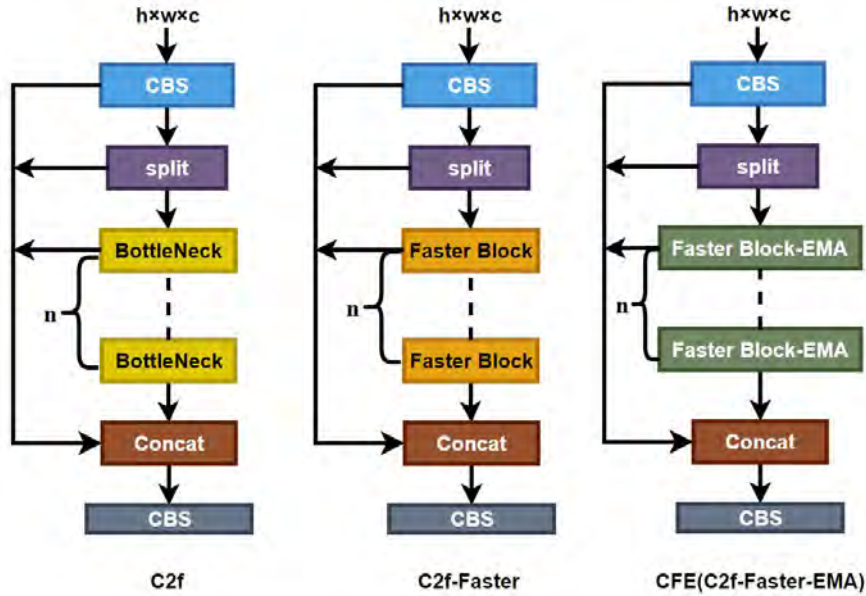 h×w×c
CBS
split
BottleNeck
n
BottleNeck
Concat
CBS
C2f
h×w×c
CBS
split
Faster Block
n
Faster Block
Concat
CBS
C2f-Faster
h×w×c
CBS
split
Faster Block-EMA
n
Faster Block-EMA
Concat
CBS
CFE(C2f-Faster-EMA)